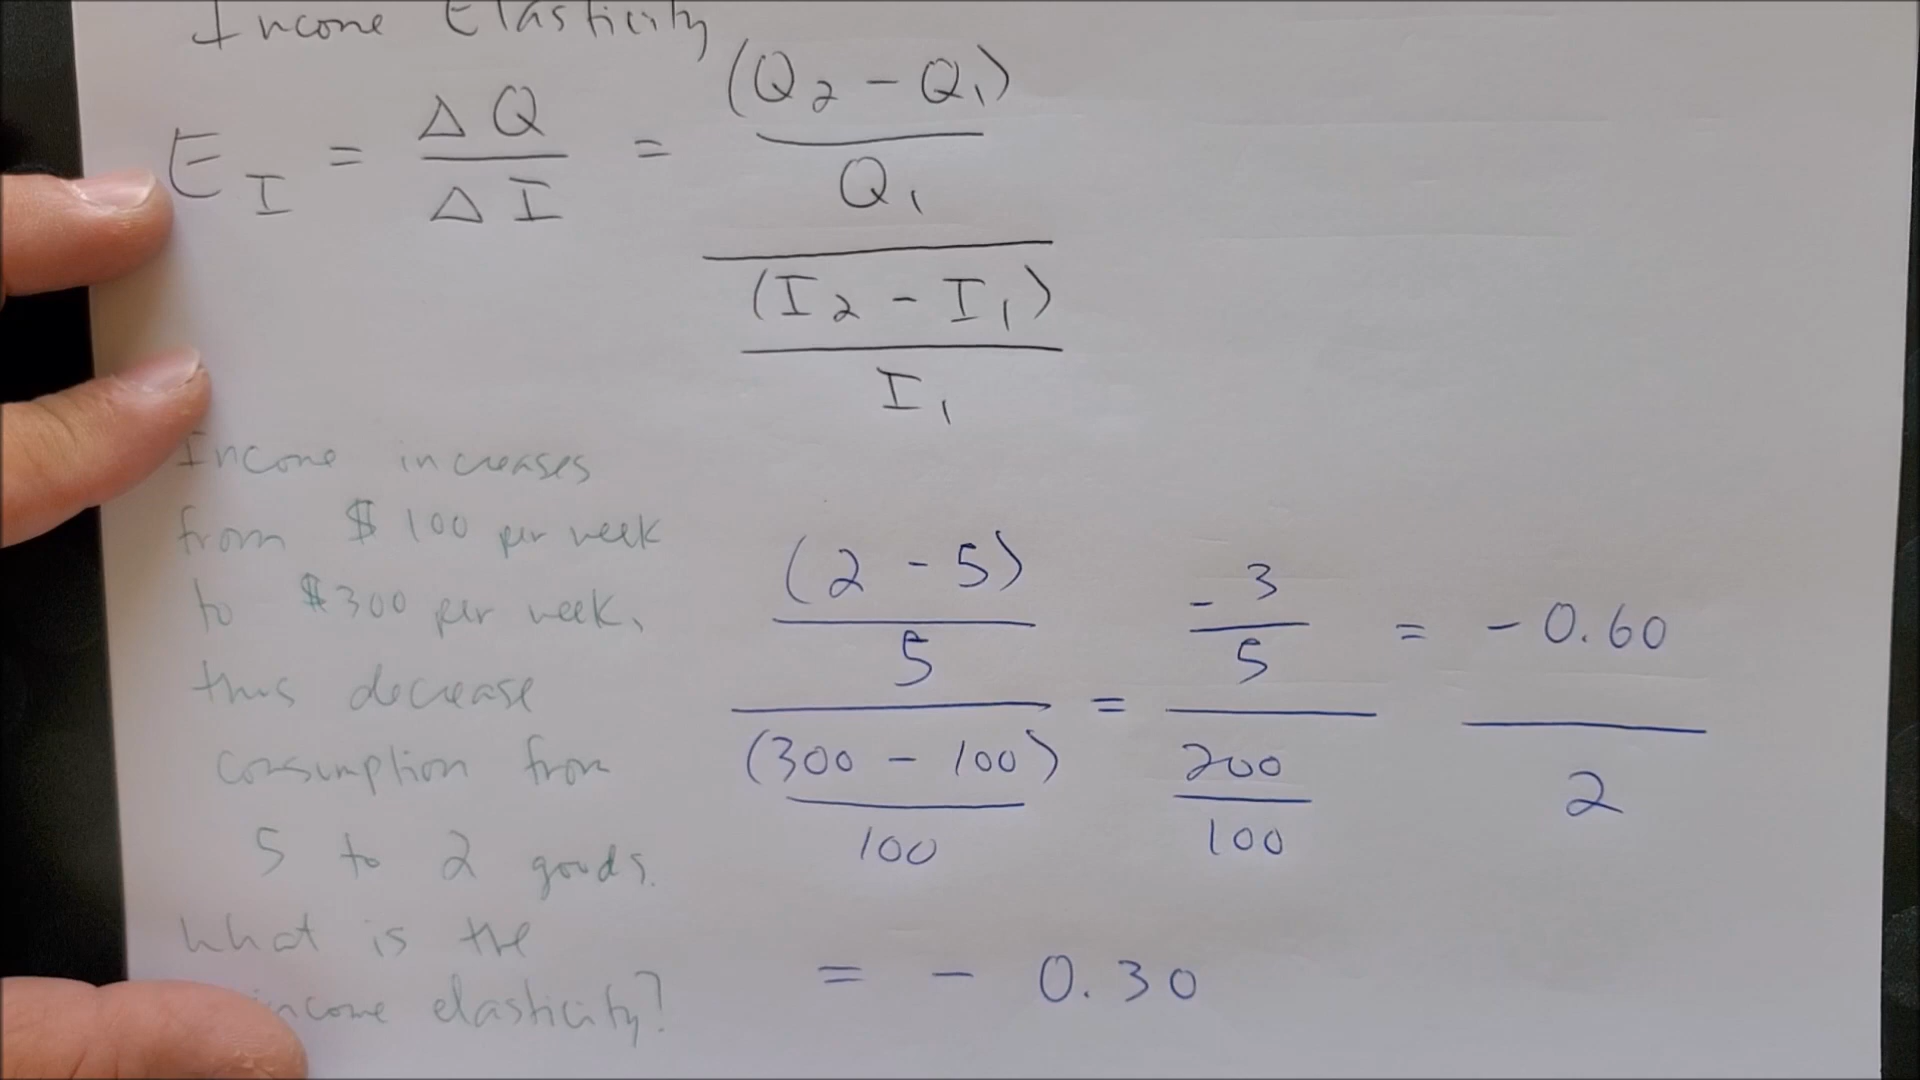 Income Elasticity
E_I = ΔQ / ΔI = ((Q₂ - Q₁) / Q₁) / ((I₂ - I₁) / I₁)
Income increases
from $100 per week
to $300 per week,
thus decrease
consumption from
5 to 2 goods.
What is the
income elasticity?
((2 - 5) / 5) / ((300 - 100) / 100) = (-3 / 5) / (200 / 100) = -0.60 / 2
= - 0.30